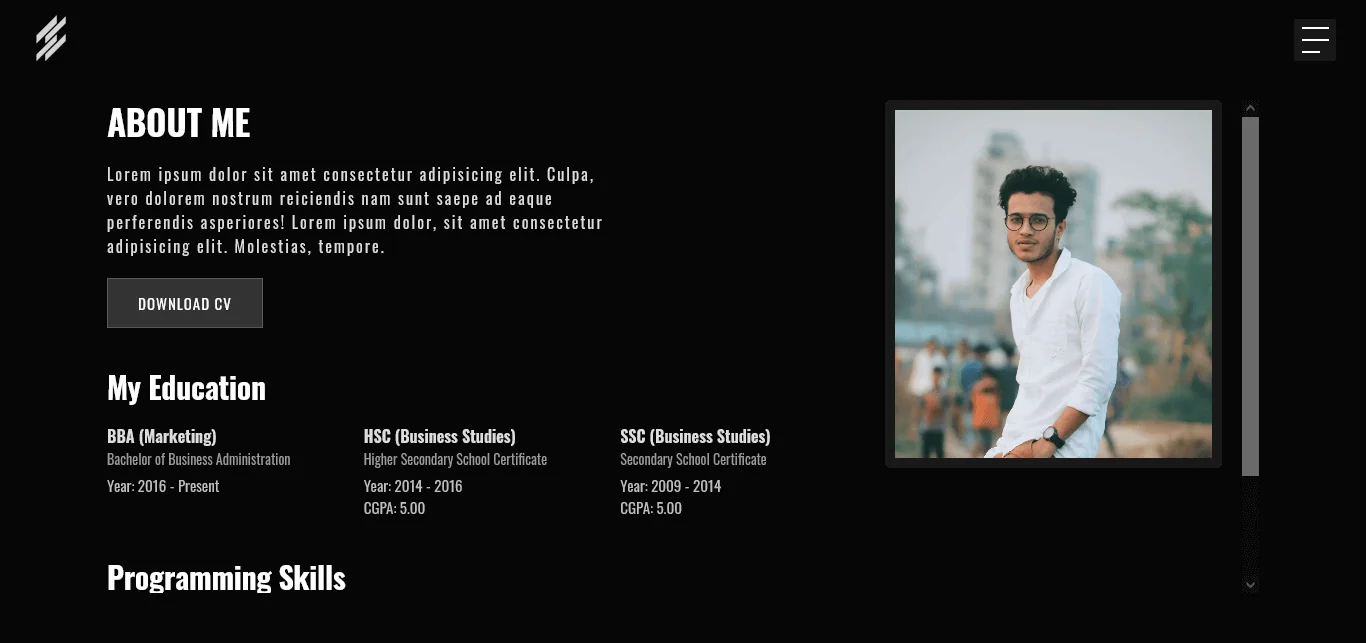 ABOUT ME
Lorem ipsum dolor sit amet consectetur adipisicing elit. Culpa,
vero dolorem nostrum reiciendis nam sunt saepe ad eaque
perferendis asperiores! Lorem ipsum dolor, sit amet consectetur
adipisicing elit. Molestias, tempore.
DOWNLOAD CV
My Education
BBA (Marketing)
Bachelor of Business Administration
Year: 2016 - Present
HSC (Business Studies)
Higher Secondary School Certificate
Year: 2014 - 2016
CGPA: 5.00
SSC (Business Studies)
Secondary School Certificate
Year: 2009 - 2014
CGPA: 5.00
Programming Skills